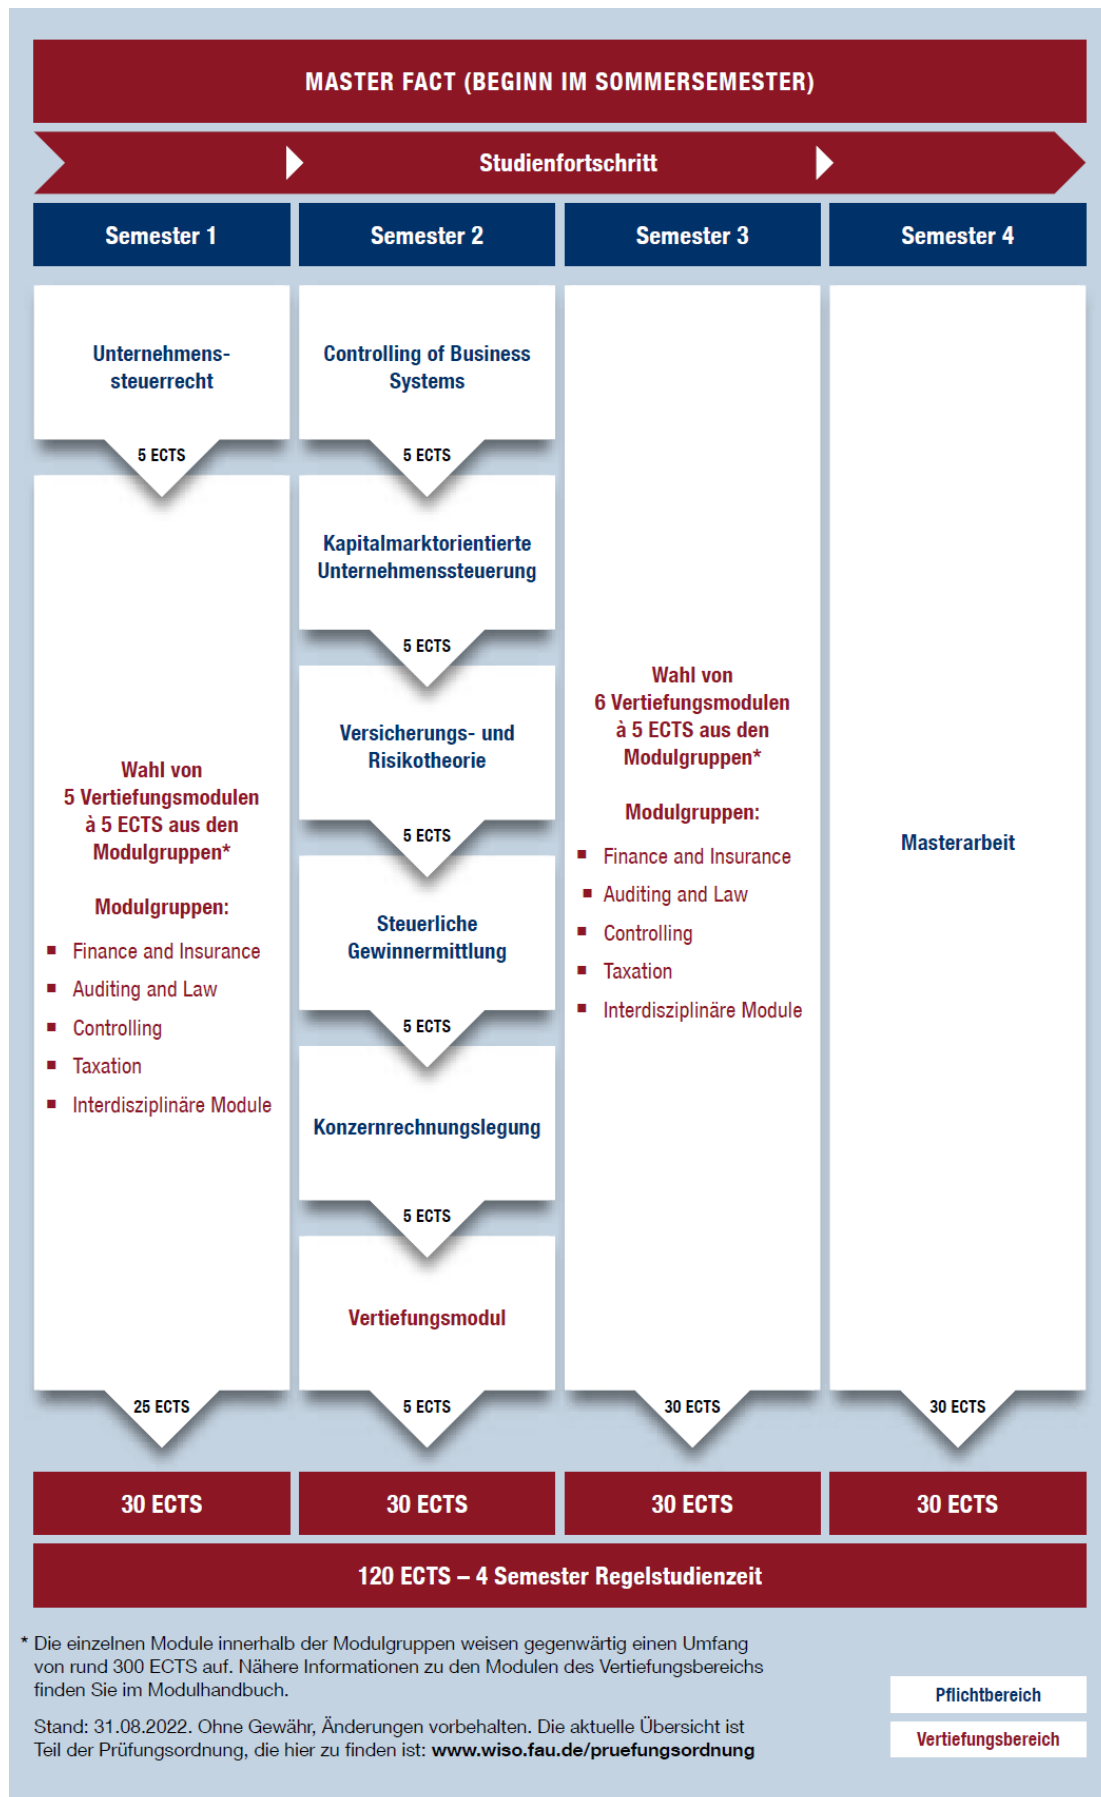 MASTER FACT (BEGINN IM SOMMERSEMESTER)
Studienfortschritt
Semester 1
Semester 2
Semester 3
Semester 4
Unternehmens-
steuerrecht
5 ECTS
Wahl von
5 Vertiefungsmodulen
à 5 ECTS aus den
Modulgruppen*
Modulgruppen:
▪ Finance and Insurance
▪ Auditing and Law
▪ Controlling
▪ Taxation
▪ Interdisziplinäre Module
25 ECTS
Controlling of Business
Systems
5 ECTS
Kapitalmarktorientierte
Unternehmenssteuerung
5 ECTS
Versicherungs- und
Risikotheorie
5 ECTS
Steuerliche
Gewinnermittlung
5 ECTS
Konzernrechnungslegung
5 ECTS
Vertiefungsmodul
5 ECTS
Wahl von
6 Vertiefungsmodulen
à 5 ECTS aus den
Modulgruppen*
Modulgruppen:
▪ Finance and Insurance
▪ Auditing and Law
▪ Controlling
▪ Taxation
▪ Interdisziplinäre Module
30 ECTS
Masterarbeit
30 ECTS
30 ECTS
30 ECTS
30 ECTS
30 ECTS
120 ECTS – 4 Semester Regelstudienzeit
* Die einzelnen Module innerhalb der Modulgruppen weisen gegenwärtig einen Umfang
von rund 300 ECTS auf. Nähere Informationen zu den Modulen des Vertiefungsbereichs
finden Sie im Modulhandbuch.
Stand: 31.08.2022. Ohne Gewähr, Änderungen vorbehalten. Die aktuelle Übersicht ist
Teil der Prüfungsordnung, die hier zu finden ist: www.wiso.fau.de/pruefungsordnung
Pflichtbereich
Vertiefungsbereich